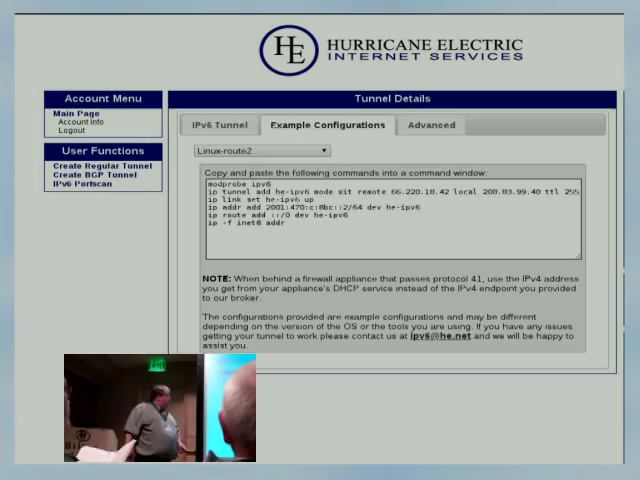 HE HURRICANE ELECTRIC
INTERNET SERVICES
Account Menu
Main Page
Account Info
Logout
User Functions
Create Regular Tunnel
Create BGP Tunnel
IPv6 Portscan
Tunnel Details
IPv6 Tunnel
Example Configurations
Advanced
Linux-route2
Copy and paste the following commands into a command window:
modprobe ipv6
ip tunnel add he-ipv6 mode sit remote 66.220.18.42 local 208.83.99.40 ttl 255
ip link set he-ipv6 up
ip addr add 2001:470:c:8bc::2/64 dev he-ipv6
ip route add ::/0 dev he-ipv6
ip -f inet6 addr
NOTE: When behind a firewall appliance that passes protocol 41, use the IPv4 address
you get from your appliance's DHCP service instead of the IPv4 endpoint you provided
to our broker.
The configurations provided are example configurations and may be different
depending on the version of the OS or the tools you are using. If you have any issues
getting your tunnel to work please contact us at ipv6@he.net and we will be happy to
assist you.